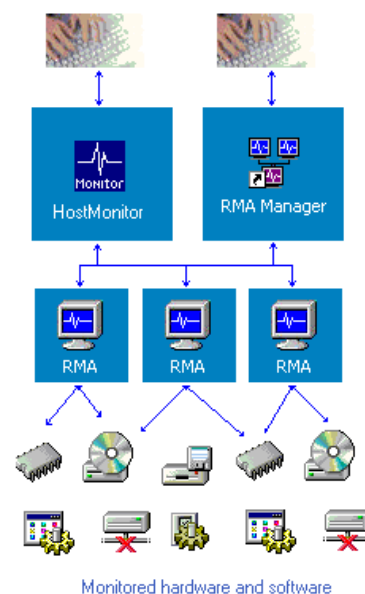 MONITOR
HostMonitor
RMA Manager
RMA
RMA
RMA
Monitored hardware and software